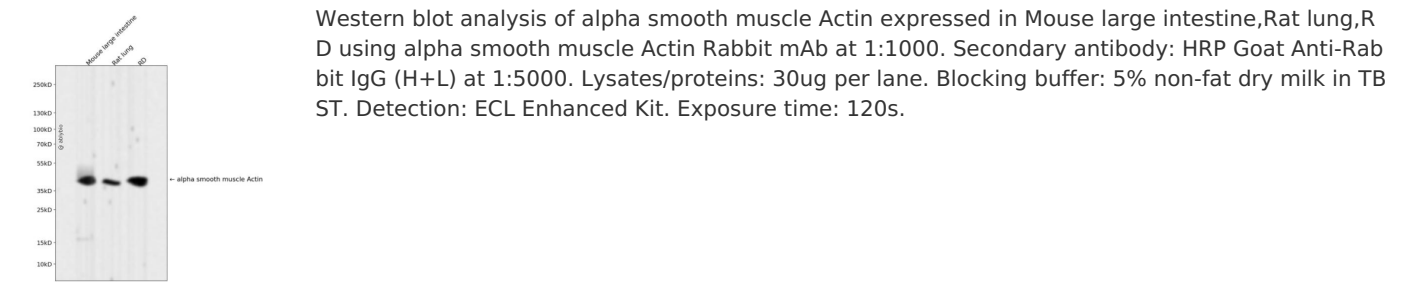 Mouse large intestine
Rat lung
RD
250kD
130kD
100kD
70kD
55kD
35kD
25kD
15kD
10kD
← alpha smooth muscle Actin
Western blot analysis of alpha smooth muscle Actin expressed in Mouse large intestine,Rat lung,R
D using alpha smooth muscle Actin Rabbit mAb at 1:1000. Secondary antibody: HRP Goat Anti-Rab
bit IgG (H+L) at 1:5000. Lysates/proteins: 30ug per lane. Blocking buffer: 5% non-fat dry milk in TB
ST. Detection: ECL Enhanced Kit. Exposure time: 120s.